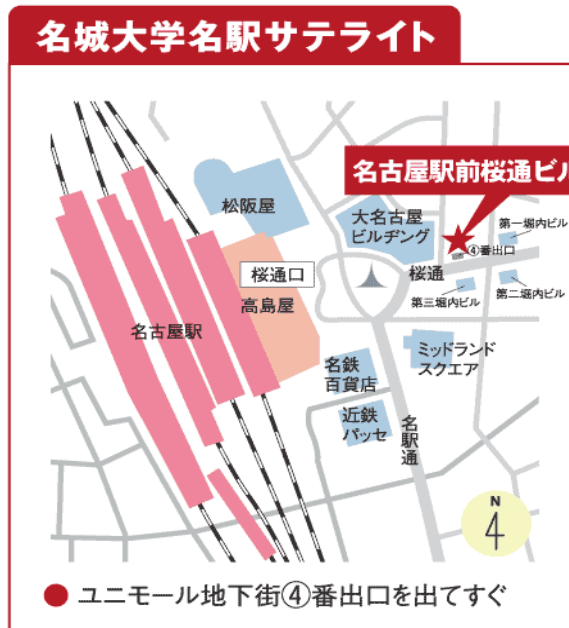 名城大学名駅サテライト
名古屋駅前桜通ビル
松阪屋
大名古屋
ビルヂング
第一堀内ビル
④番出口
桜通口
桜通
高島屋
第三堀内ビル
第二堀内ビル
名古屋駅
ミッドランド
スクエア
名鉄
百貨店
近鉄
パッセ
名駅通
N
● ユニモール地下街④番出口を出てすぐ